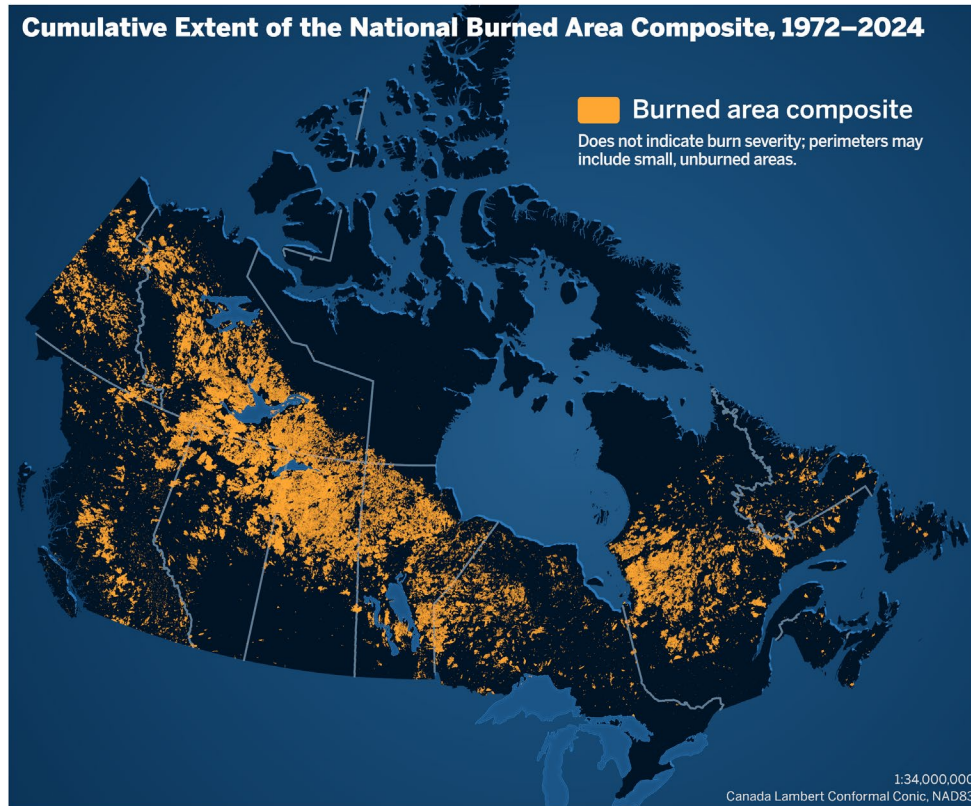 Cumulative Extent of the National Burned Area Composite, 1972–2024
Burned area composite
Does not indicate burn severity; perimeters may
include small, unburned areas.
1:34,000,000
Canada Lambert Conformal Conic, NAD83